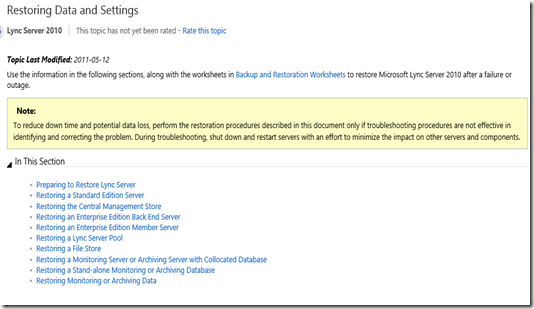 Restoring Data and Settings
Lync Server 2010 This topic has not yet been rated - Rate this topic
Topic Last Modified: 2011-05-12
Use the information in the following sections, along with the worksheets in Backup and Restoration Worksheets to restore Microsoft Lync Server 2010 after a failure or
outage.
Note:
To reduce down time and potential data loss, perform the restoration procedures described in this document only if troubleshooting procedures are not effective in
identifying and correcting the problem. During troubleshooting, shut down and restart servers with an effort to minimize the impact on other servers and components.
In This Section
Preparing to Restore Lync Server
Restoring a Standard Edition Server
Restoring the Central Management Store
Restoring an Enterprise Edition Back End Server
Restoring an Enterprise Edition Member Server
Restoring a Lync Server Pool
Restoring a File Store
Restoring a Monitoring Server or Archiving Server with Collocated Database
Restoring a Stand-alone Monitoring or Archiving Database
Restoring Monitoring or Archiving Data